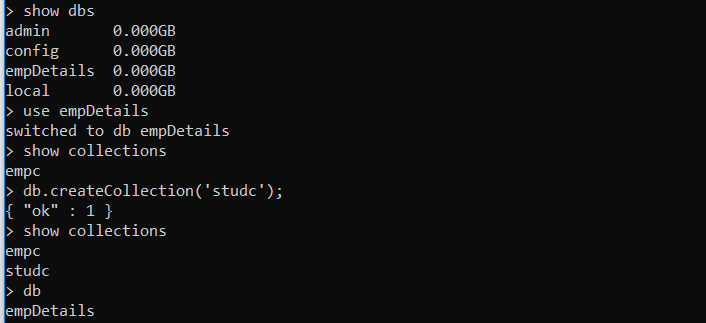 > show dbs
admin       0.000GB
config      0.000GB
empDetails  0.000GB
local       0.000GB
> use empDetails
switched to db empDetails
> show collections
empc
> db.createCollection('studc');
{ "ok" : 1 }
> show collections
empc
studc
> db
empDetails